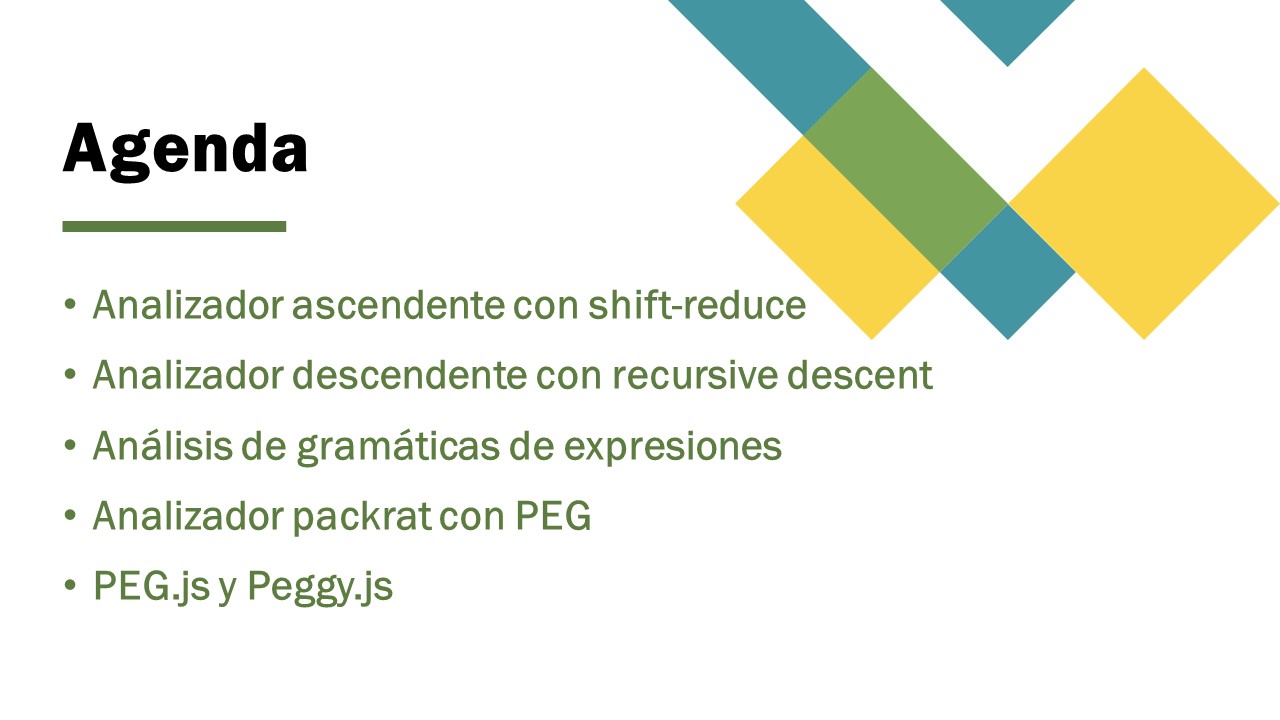 Agenda
• Analizador ascendente con shift-reduce
• Analizador descendente con recursive descent
• Análisis de gramáticas de expresiones
• Analizador packrat con PEG
• PEG.js y Peggy.js